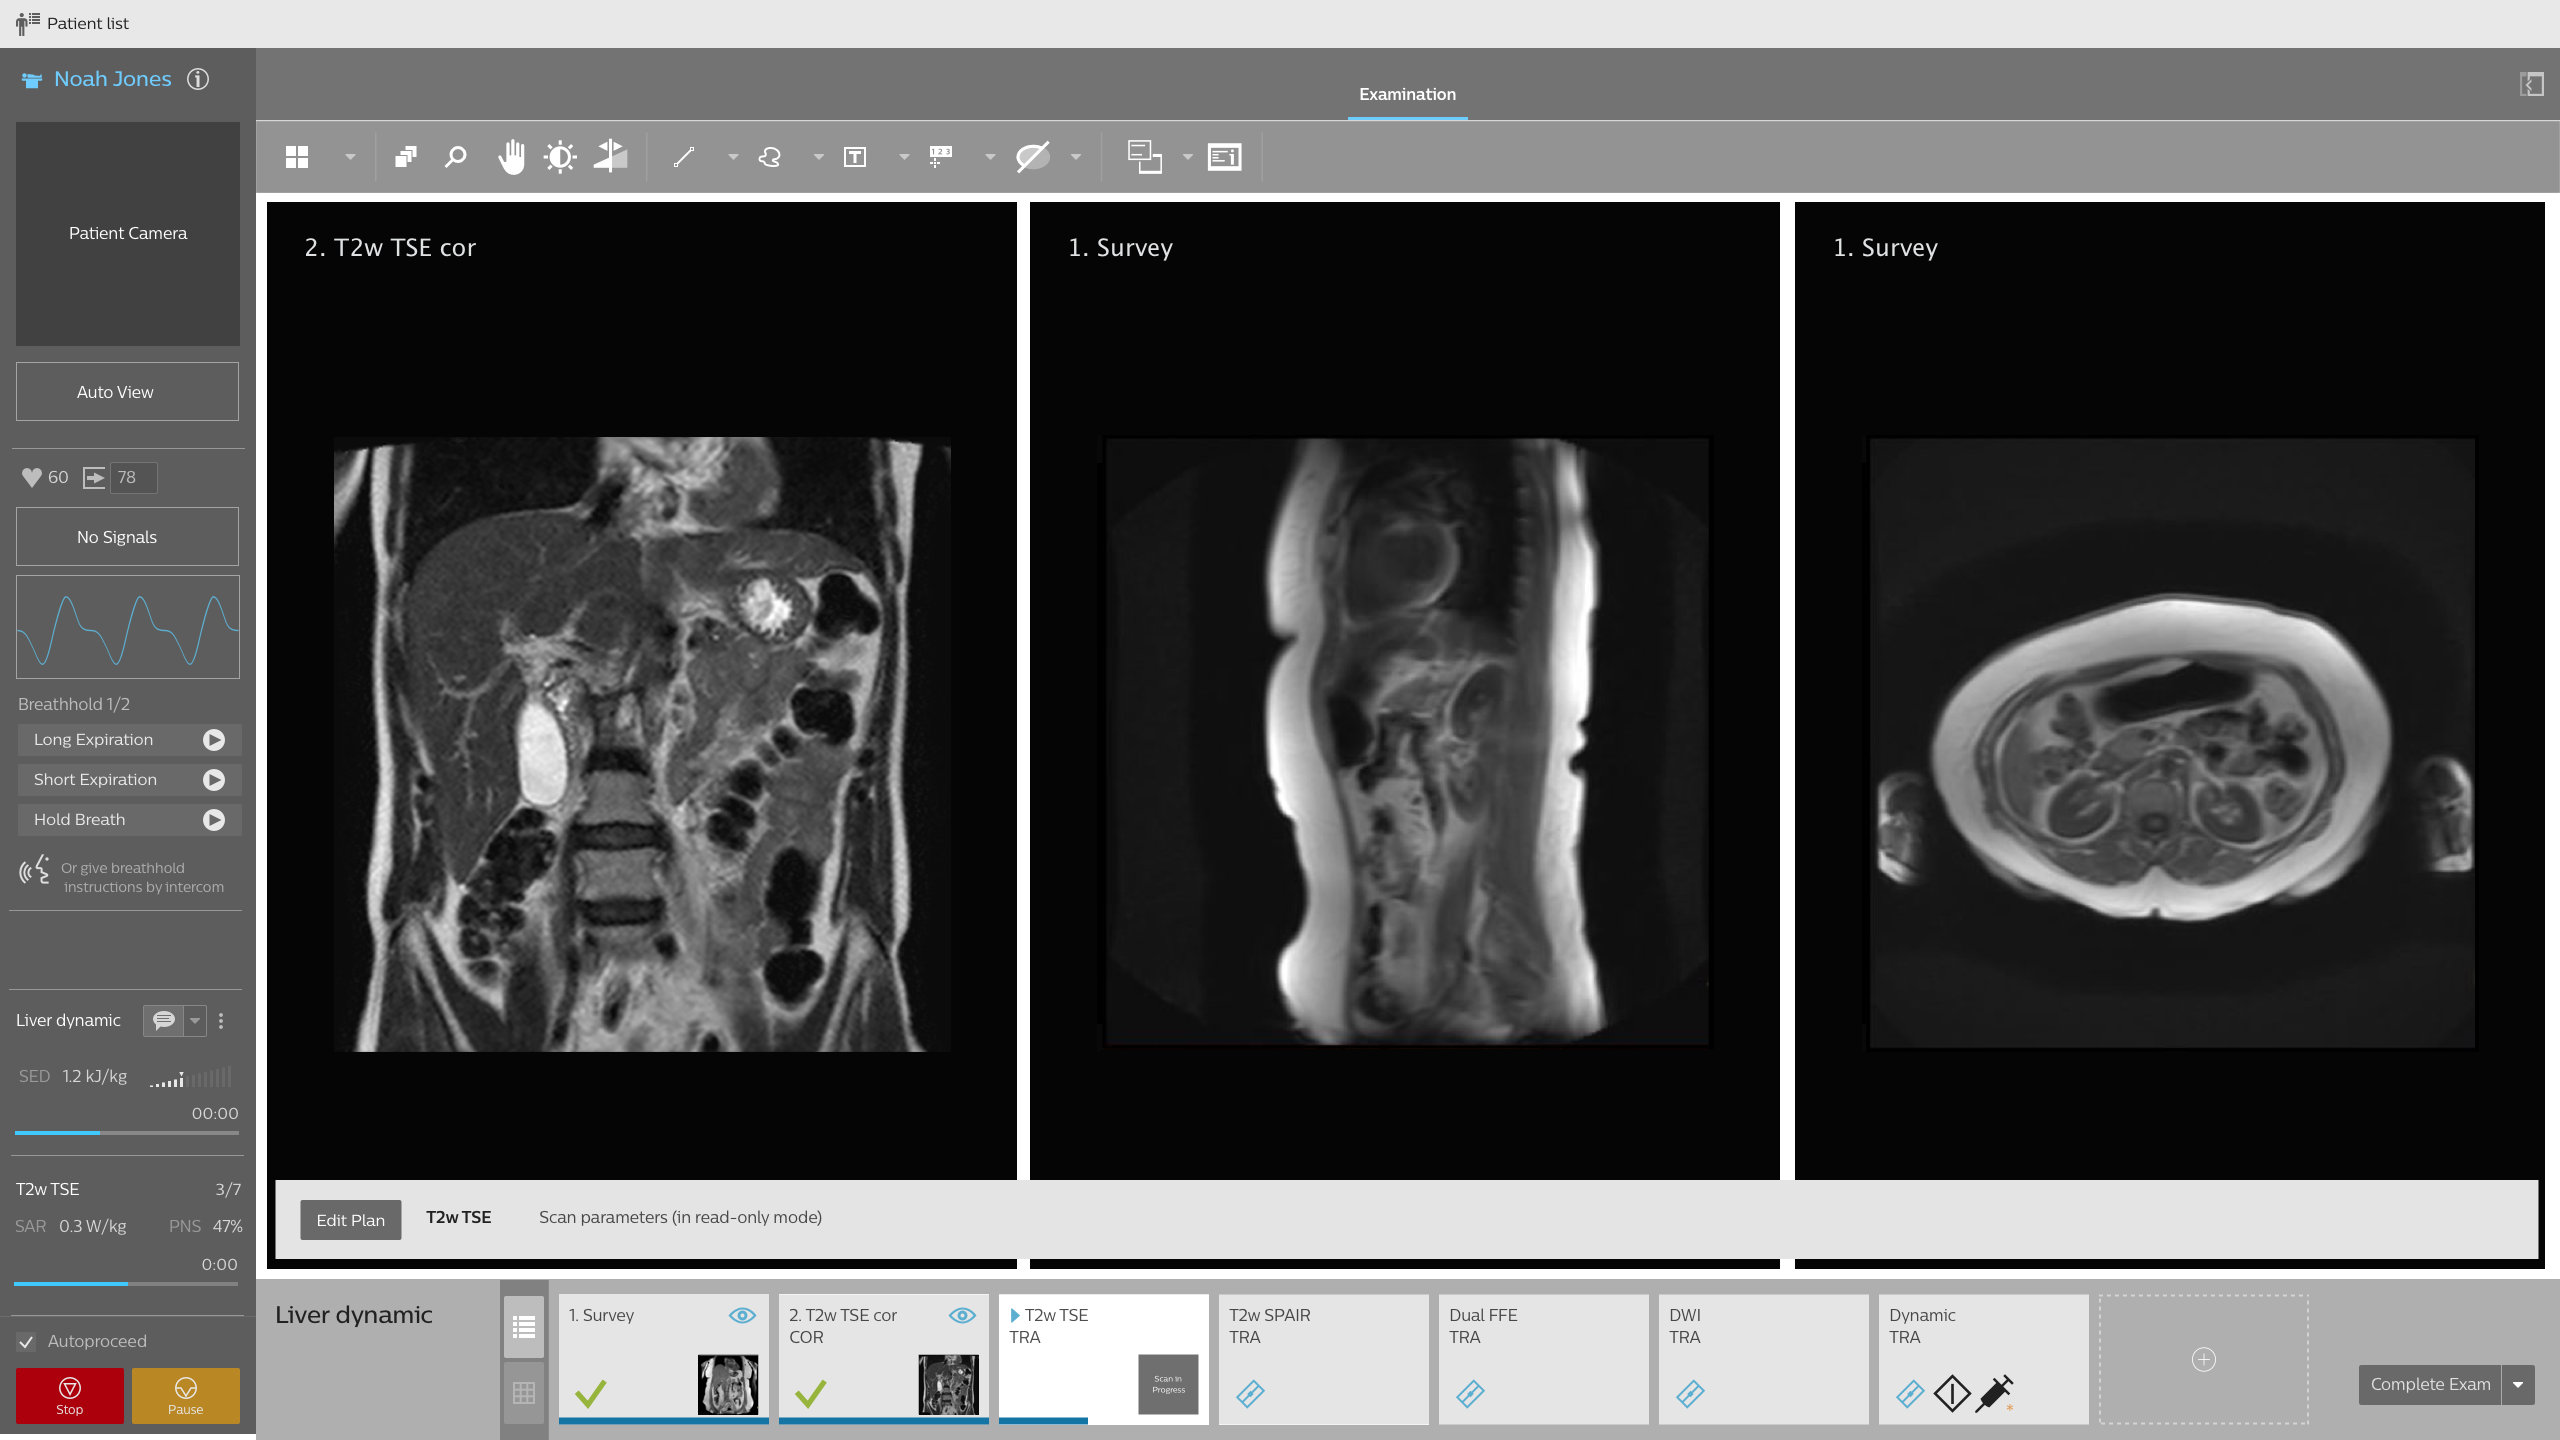 Patient list
Noah Jones
Examination
Patient Camera
Auto View
60
78
No Signals
Breathhold 1/2
Long Expiration
Short Expiration
Hold Breath
Or give breathhold
instructions by intercom
Liver dynamic
SED 1.2 kJ/kg
00:00
T2w TSE 3/7
SAR 0.3 W/kg PNS 47%
0:00
Autoproceed
Stop
Pause
T
1 2 3
2. T2w TSE cor
1. Survey
1. Survey
Edit Plan T2w TSE Scan parameters (in read-only mode)
Liver dynamic
1. Survey
2. T2w TSE cor
COR
T2w TSE
TRA
Scan in
Progress
T2w SPAIR
TRA
Dual FFE
TRA
DWI
TRA
Dynamic
TRA
Complete Exam